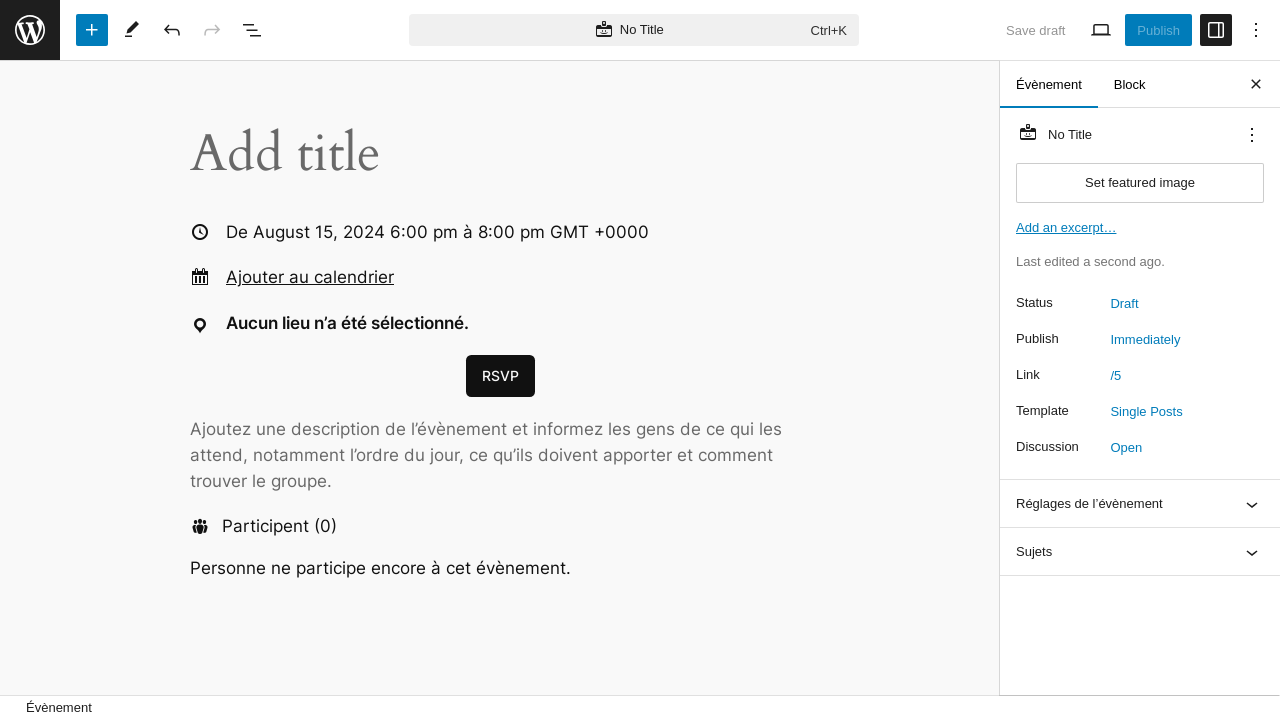 No Title
Ctrl+K
Save draft
Publish
Évènement
Block
No Title
Set featured image
Add an excerpt…
Last edited a second ago.
Status
Draft
Publish
Immediately
Link
/5
Template
Single Posts
Discussion
Open
Réglages de l’évènement
Sujets
Add title
De August 15, 2024 6:00 pm à 8:00 pm GMT +0000
Ajouter au calendrier
Aucun lieu n’a été sélectionné.
RSVP
Ajoutez une description de l’évènement et informez les gens de ce qui les
attend, notamment l’ordre du jour, ce qu’ils doivent apporter et comment
trouver le groupe.
Participent (0)
Personne ne participe encore à cet évènement.
Évènement